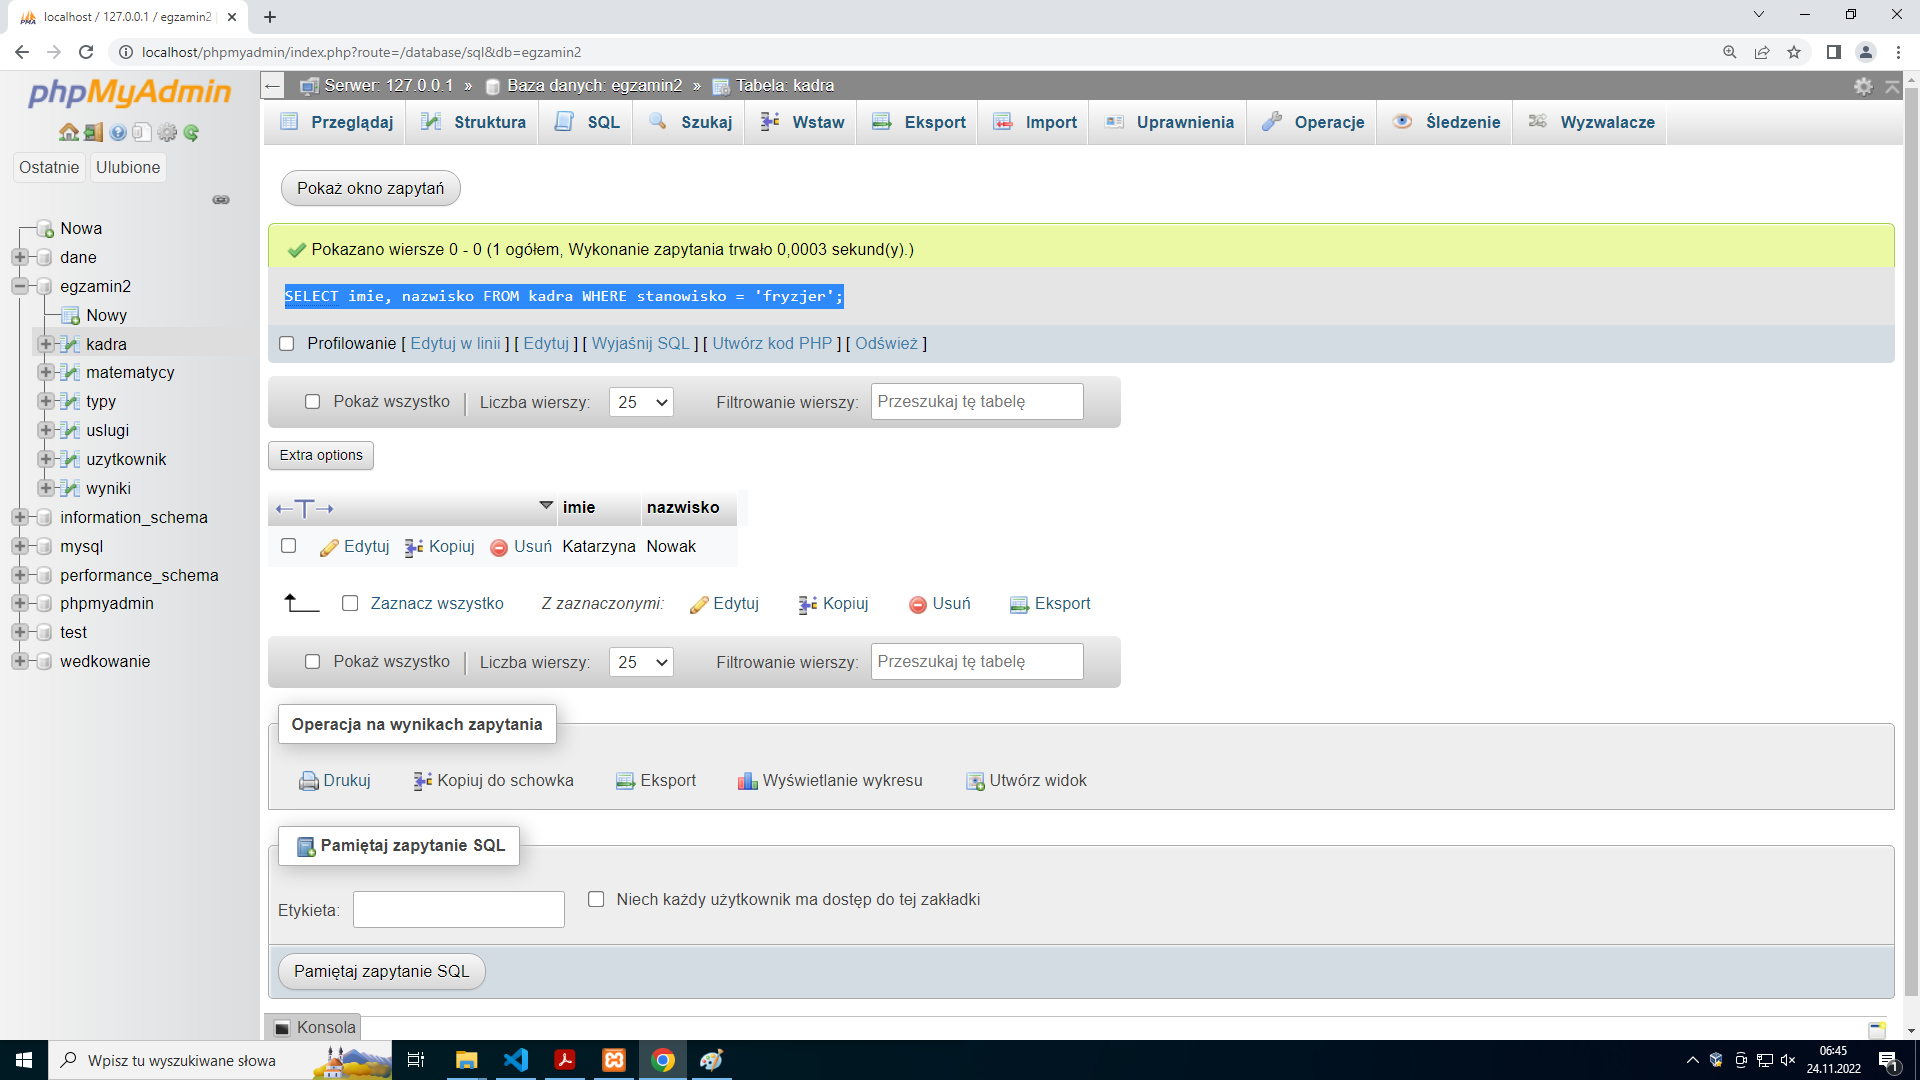 localhost / 127.0.0.1 / egzamin2
localhost/phpmyadmin/index.php?route=/database/sql&db=egzamin2
phpMyAdmin
Ostatnie
Ulubione
Nowa
dane
egzamin2
Nowy
kadra
matematycy
typy
uslugi
uzytkownik
wyniki
information_schema
mysql
performance_schema
phpmyadmin
test
wedkowanie
Serwer: 127.0.0.1 » Baza danych: egzamin2 » Tabela: kadra
Przeglądaj Struktura SQL Szukaj Wstaw Eksport Import Uprawnienia Operacje Śledzenie Wyzwalacze
Pokaż okno zapytań
Pokazano wiersze 0 - 0 (1 ogółem, Wykonanie zapytania trwało 0,0003 sekund(y).)
SELECT imie, nazwisko FROM kadra WHERE stanowisko = 'fryzjer';
Profilowanie [ Edytuj w linii ] [ Edytuj ] [ Wyjaśnij SQL ] [ Utwórz kod PHP ] [ Odśwież ]
Pokaż wszystko Liczba wierszy: 25 Filtrowanie wierszy: Przeszukaj tę tabelę
Extra options
←T→ imie nazwisko
Edytuj Kopiuj Usuń Katarzyna Nowak
Zaznacz wszystko Z zaznaczonymi: Edytuj Kopiuj Usuń Eksport
Pokaż wszystko Liczba wierszy: 25 Filtrowanie wierszy: Przeszukaj tę tabelę
Operacja na wynikach zapytania
Drukuj Kopiuj do schowka Eksport Wyświetlanie wykresu Utwórz widok
Pamiętaj zapytanie SQL
Etykieta: Niech każdy użytkownik ma dostęp do tej zakładki
Pamiętaj zapytanie SQL
Konsola
Wpisz tu wyszukiwane słowa
06:45
24.11.2022
1